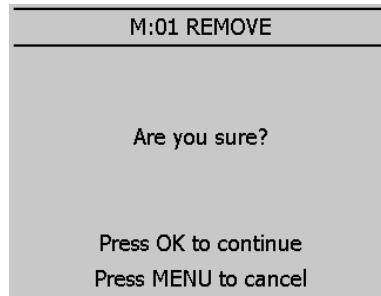 M:01 REMOVE
Are you sure?
Press OK to continue
Press MENU to cancel